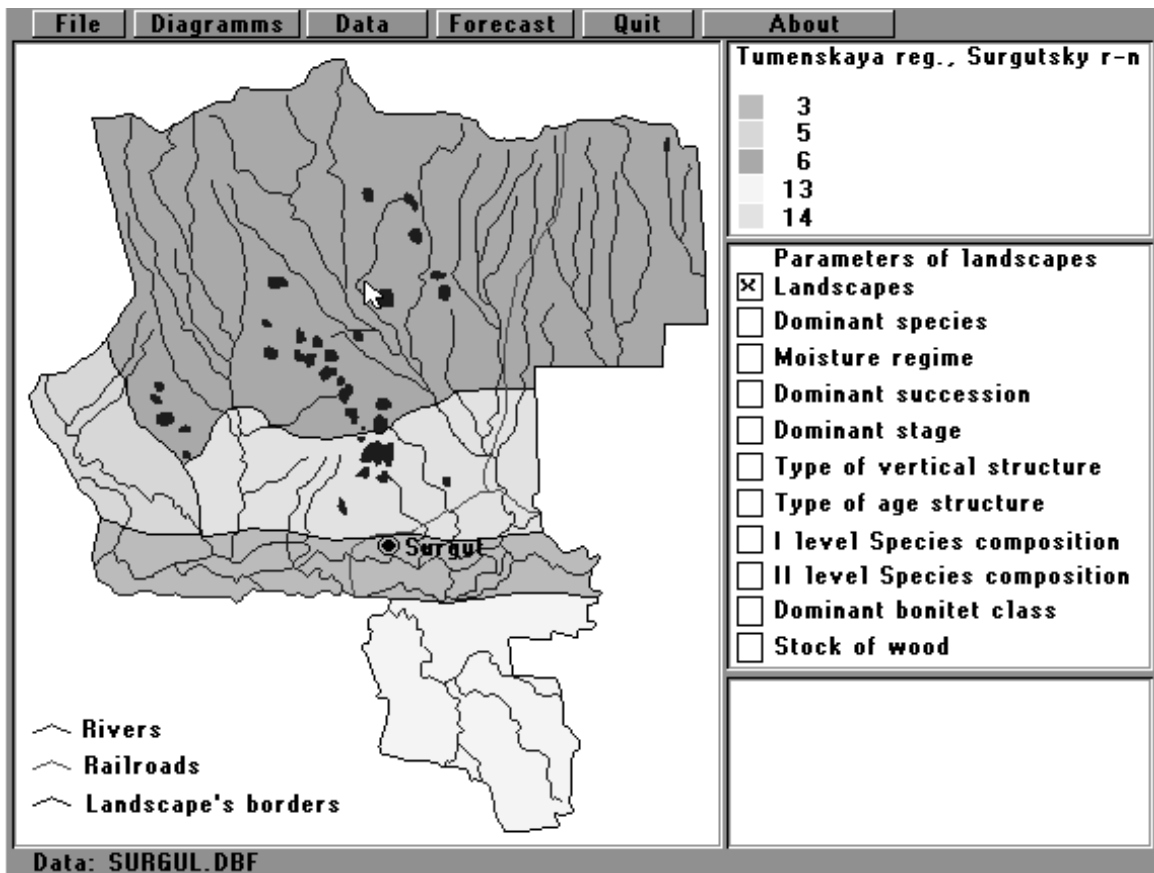 File Diagramms Data Forecast Quit About
Tumenskaya reg., Surgutsky r-n
3
5
6
13
14
Parameters of landscapes
Landscapes
Dominant species
Moisture regime
Dominant succession
Dominant stage
Type of vertical structure
Type of age structure
I level Species composition
II level Species composition
Dominant bonitet class
Stock of wood
Surgut
Rivers
Railroads
Landscape's borders
Data: SURGUL.DBF